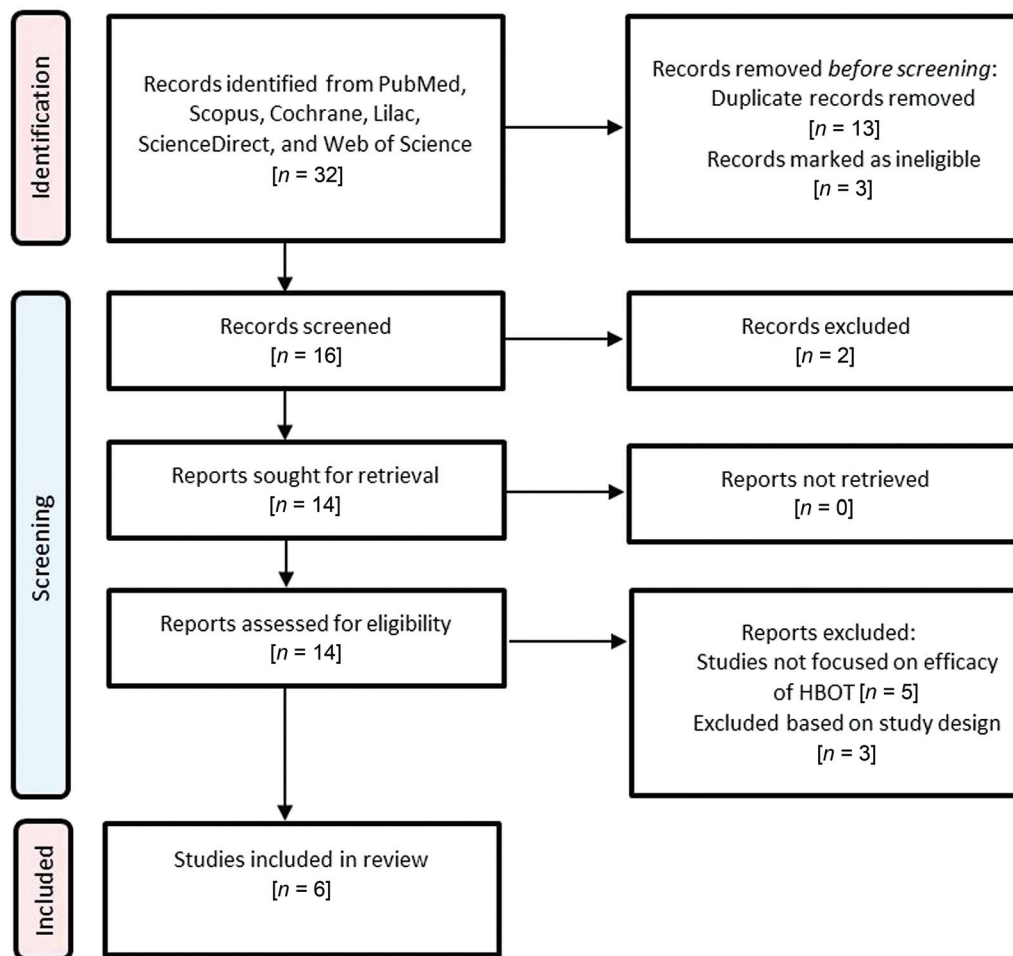 Identification
Records identified from PubMed,
Scopus, Cochrane, Lilac,
ScienceDirect, and Web of Science
[n = 32]
Records removed before screening:
Duplicate records removed
[n = 13]
Records marked as ineligible
[n = 3]
Screening
Records screened
[n = 16]
Records excluded
[n = 2]
Reports sought for retrieval
[n = 14]
Reports not retrieved
[n = 0]
Reports assessed for eligibility
[n = 14]
Reports excluded:
Studies not focused on efficacy
of HBOT [n = 5]
Excluded based on study design
[n = 3]
Included
Studies included in review
[n = 6]